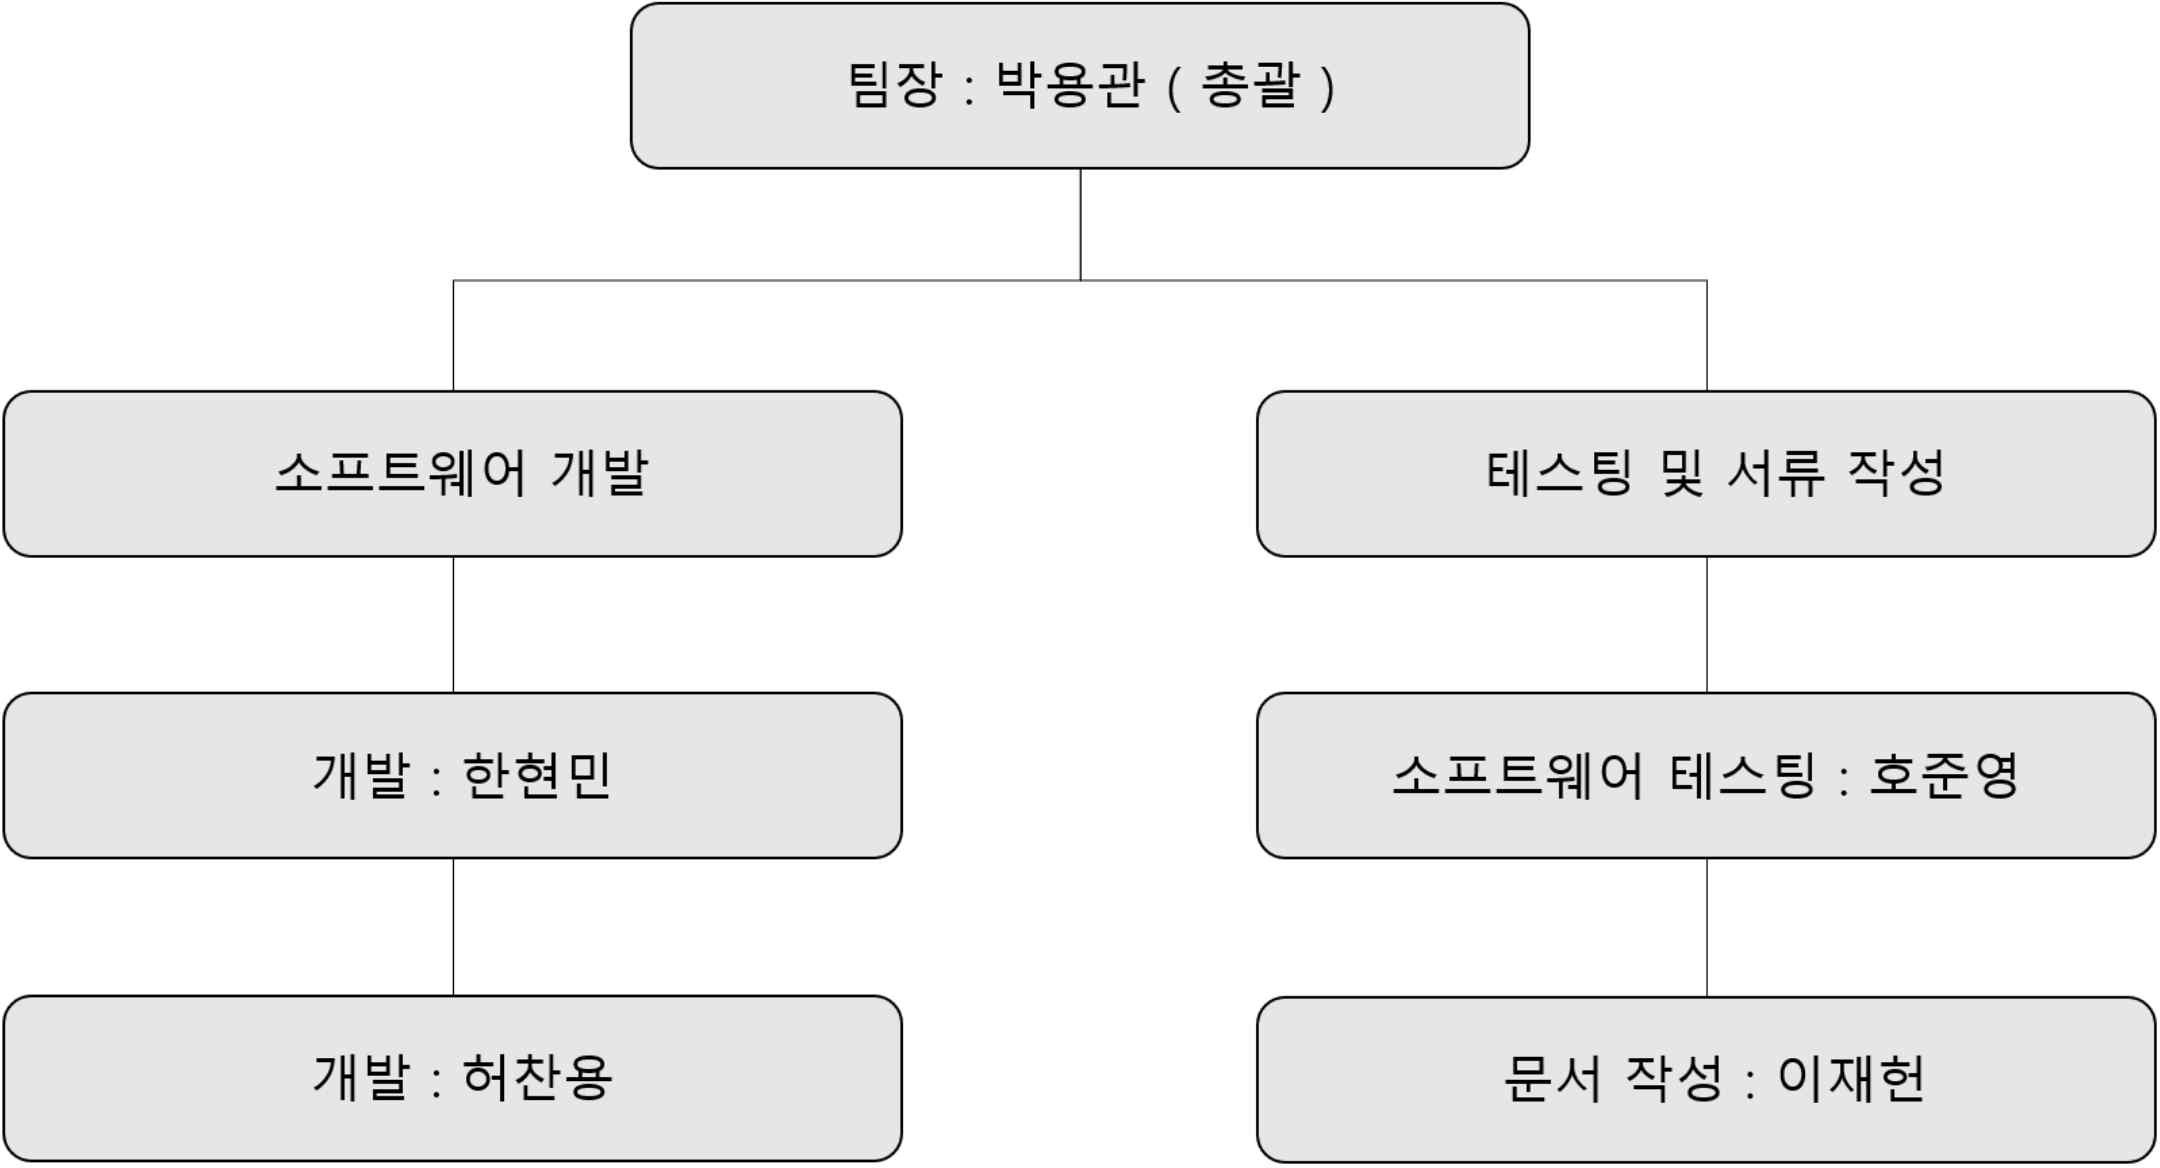 팀장 : 박용관 ( 총괄 )
소프트웨어 개발
테스팅 및 서류 작성
개발 : 한현민
소프트웨어 테스팅 : 호준영
개발 : 허찬용
문서 작성 : 이재헌